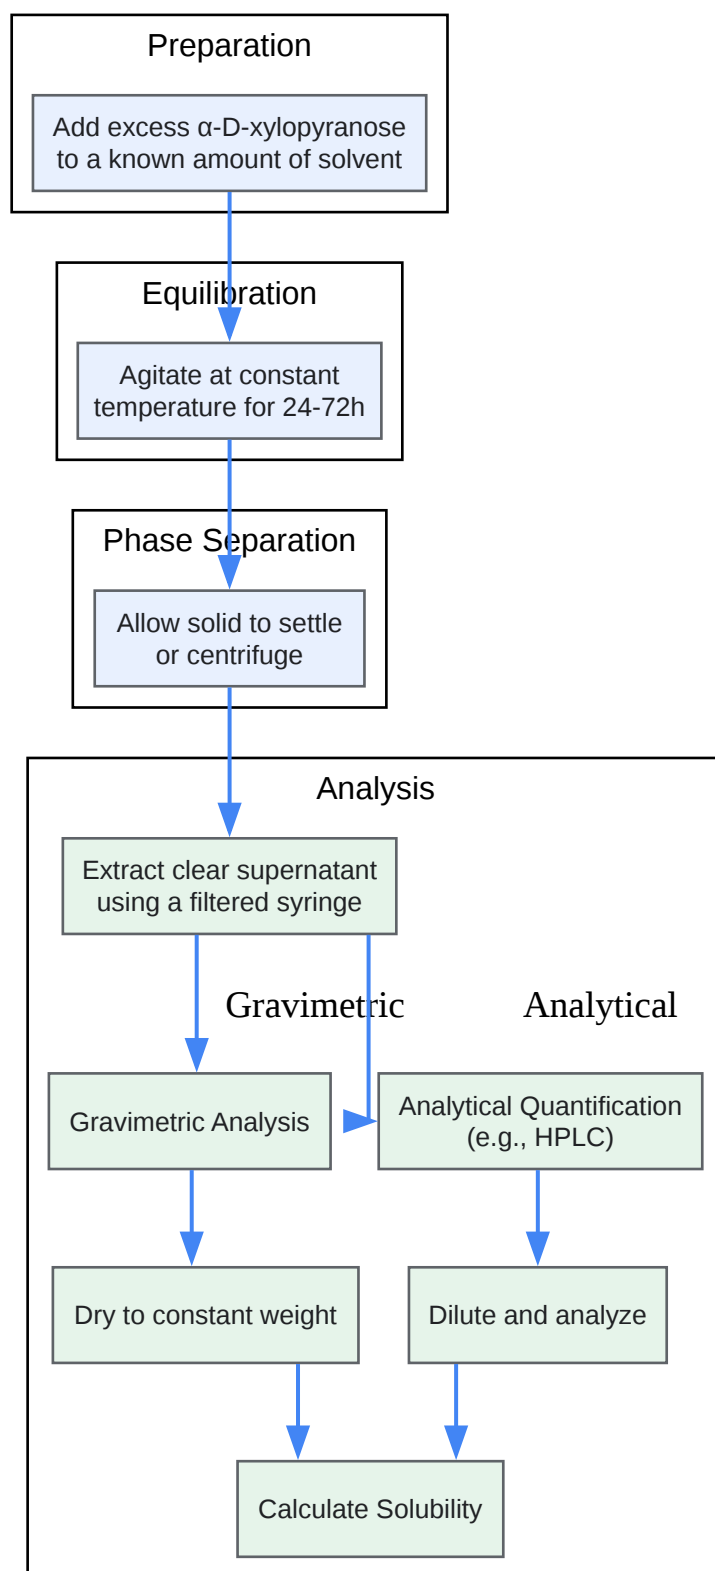 Preparation
Add excess α-D-xylopyranose
to a known amount of solvent
Equilibration
Agitate at constant
temperature for 24-72h
Phase Separation
Allow solid to settle
or centrifuge
Analysis
Extract clear supernatant
using a filtered syringe
Gravimetric
Analytical
Gravimetric Analysis
Analytical Quantification
(e.g., HPLC)
Dry to constant weight
Dilute and analyze
Calculate Solubility